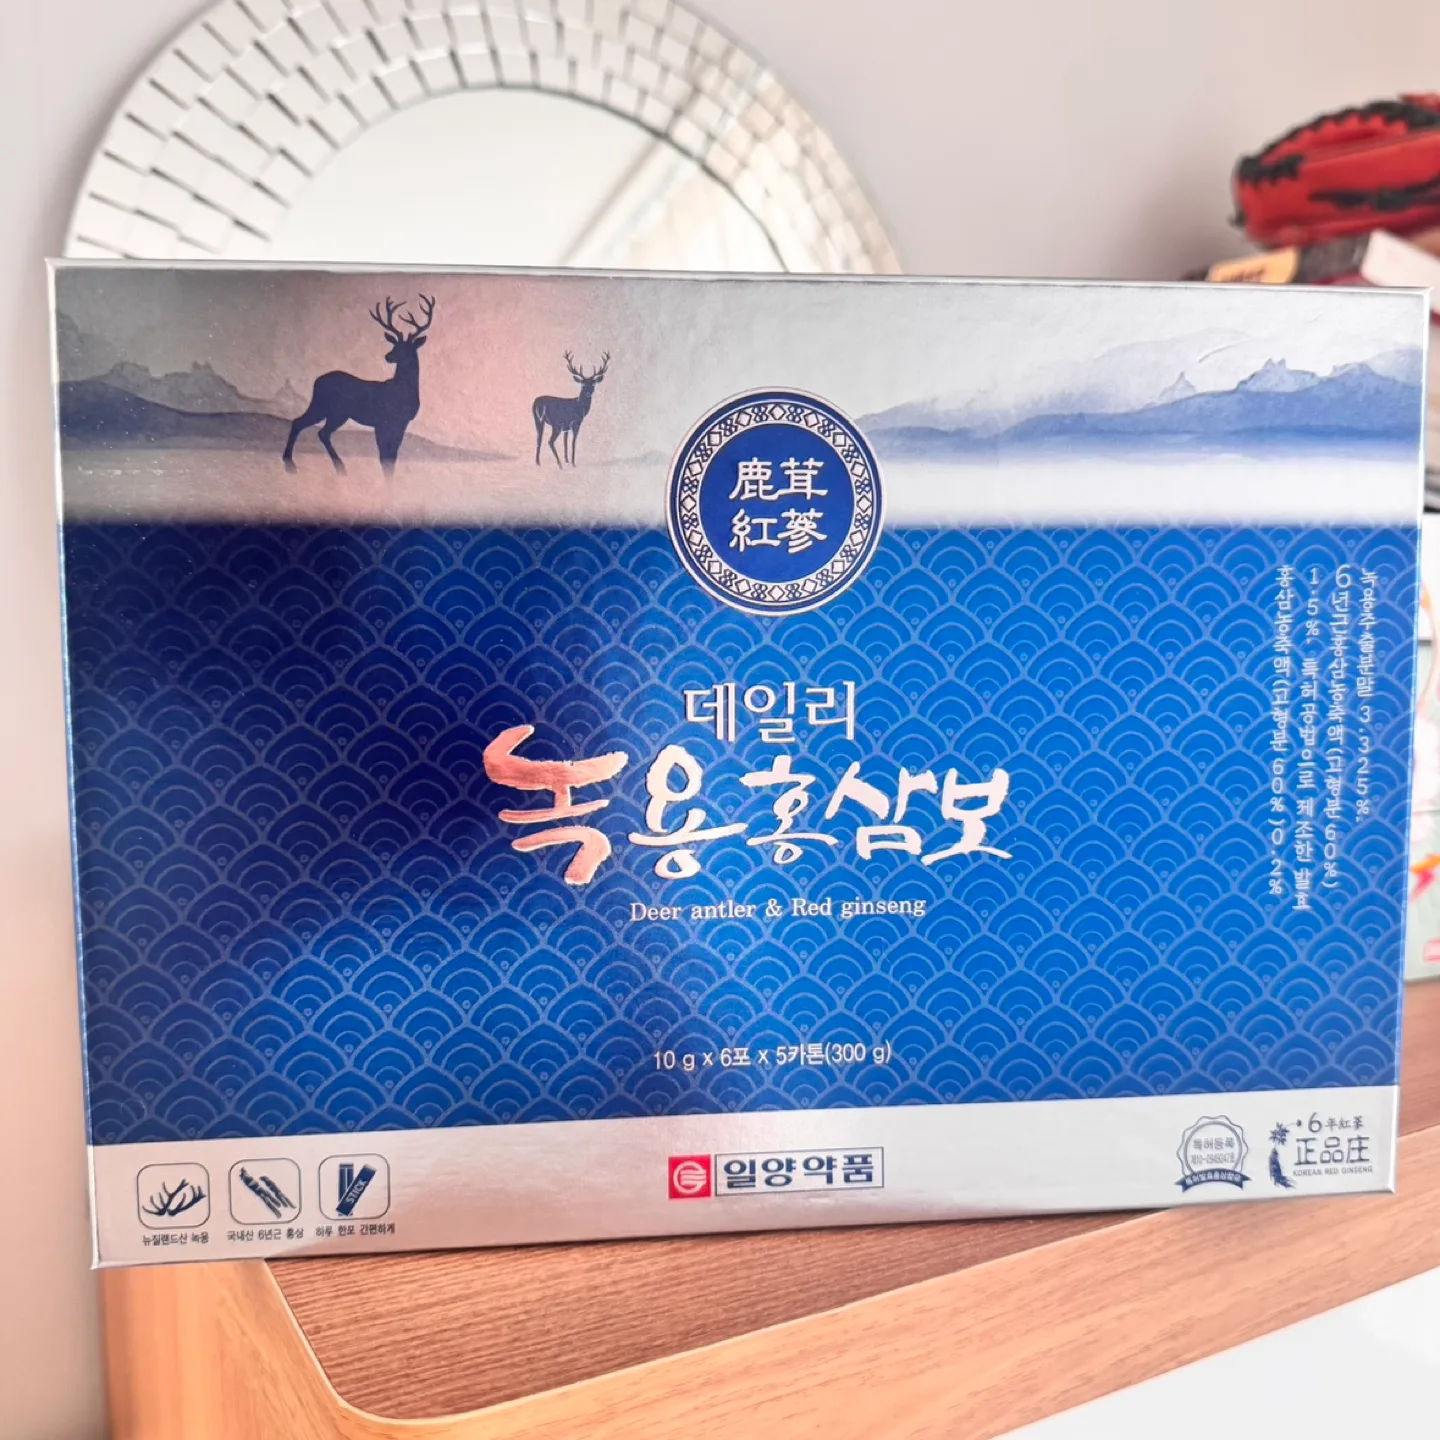 鹿茸
紅蔘
데일리
녹용홍삼보
Deer antler & Red ginseng
녹용추출분말 3.325%,
6년근홍삼농축액(고형분60%)
1.5%, 특허공법으로 제조한 발효
홍삼농축액(고형분 60%)0.2%
10 g x 6포 x 5카톤(300 g)
뉴질랜드산 녹용
국내산 6년근 홍삼
STICK
하루 한포 간편하게
일양약품
특허등록
6年紅蔘
正品庄
KOREAN RED GINSENG